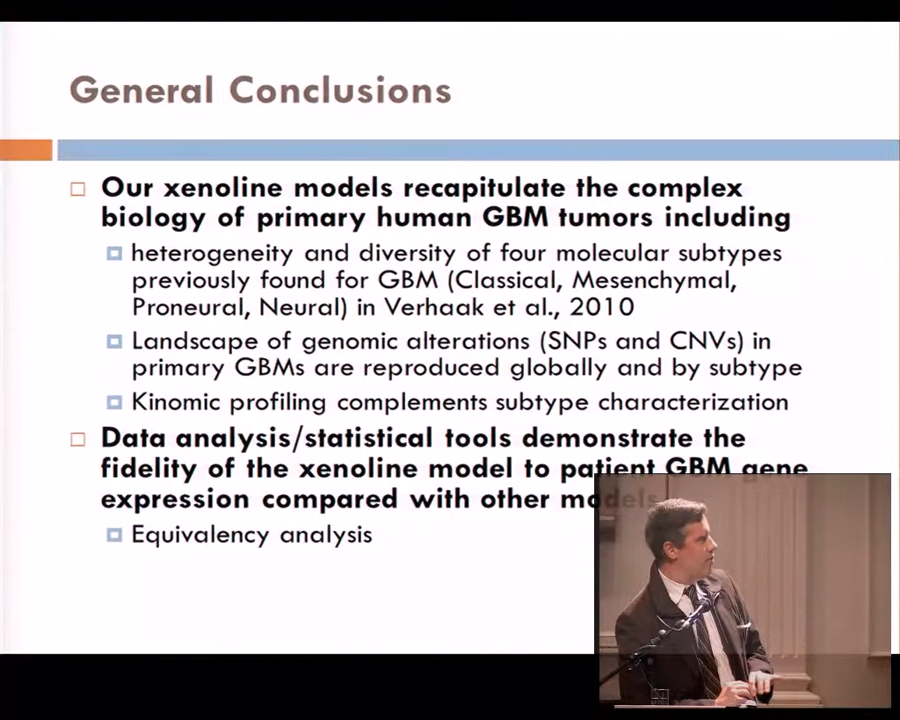 General Conclusions
Our xenoline models recapitulate the complex
biology of primary human GBM tumors including
heterogeneity and diversity of four molecular subtypes
previously found for GBM (Classical, Mesenchymal,
Proneural, Neural) in Verhaak et al., 2010
Landscape of genomic alterations (SNPs and CNVs) in
primary GBMs are reproduced globally and by subtype
Kinomic profiling complements subtype characterization
Data analysis/statistical tools demonstrate the
fidelity of the xenoline model to patient GBM gene
expression compared with other models
Equivalency analysis